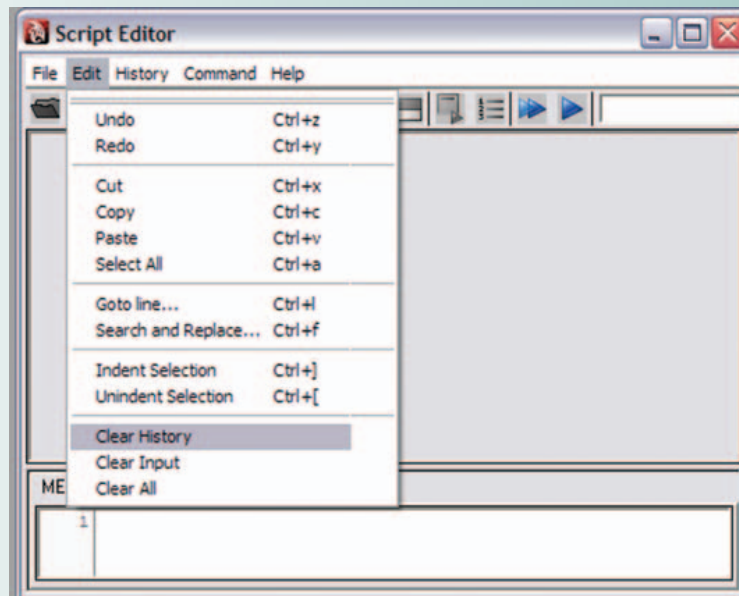 Script Editor
File Edit History Command Help
Undo Ctrl+z
Redo Ctrl+y
Cut Ctrl+x
Copy Ctrl+c
Paste Ctrl+v
Select All Ctrl+a
Goto line... Ctrl+l
Search and Replace... Ctrl+f
Indent Selection Ctrl+]
Unindent Selection Ctrl+[
Clear History
Clear Input
Clear All
ME
1